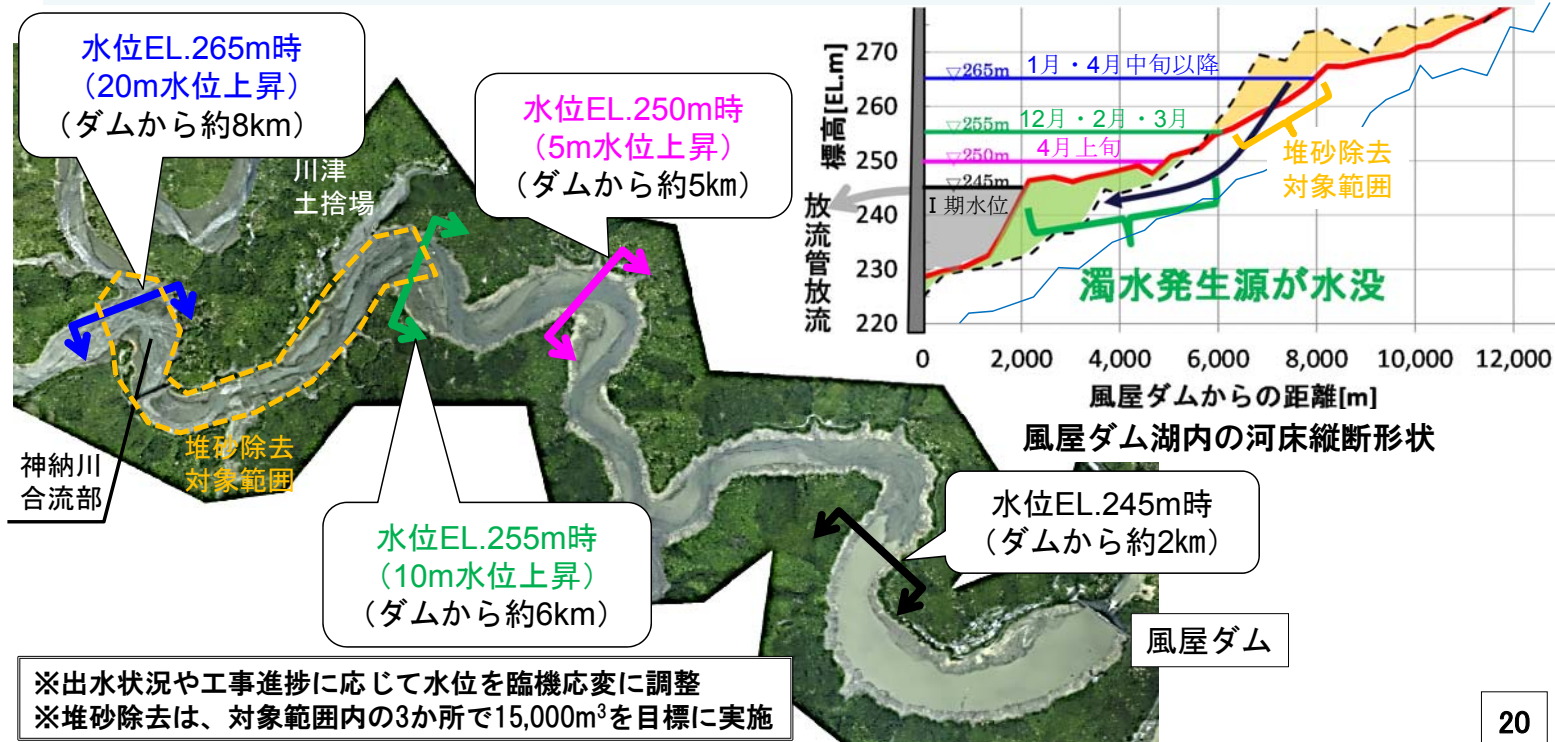 水位EL.265m時
（20m水位上昇）
（ダムから約8km）
水位EL.250m時
（5m水位上昇）
（ダムから約5km）
川津
土捨場
堆砂除去
対象範囲
神納川
合流部
水位EL.255m時
（10m水位上昇）
（ダムから約6km）
水位EL.245m時
（ダムから約2km）
風屋ダム
標高[EL.m]
270
260
250
240
230
220
▽265m
1月・4月中旬以降
▽255m
12月・2月・3月
▽250m
4月上旬
▽245m
Ⅰ期水位
放流管放流
堆砂除去
対象範囲
濁水発生源が水没
0
2,000
4,000
6,000
8,000
10,000
12,000
風屋ダムからの距離[m]
風屋ダム湖内の河床縦断形状
※出水状況や工事進捗に応じて水位を臨機応変に調整
※堆砂除去は、対象範囲内の3か所で15,000m³を目標に実施
20